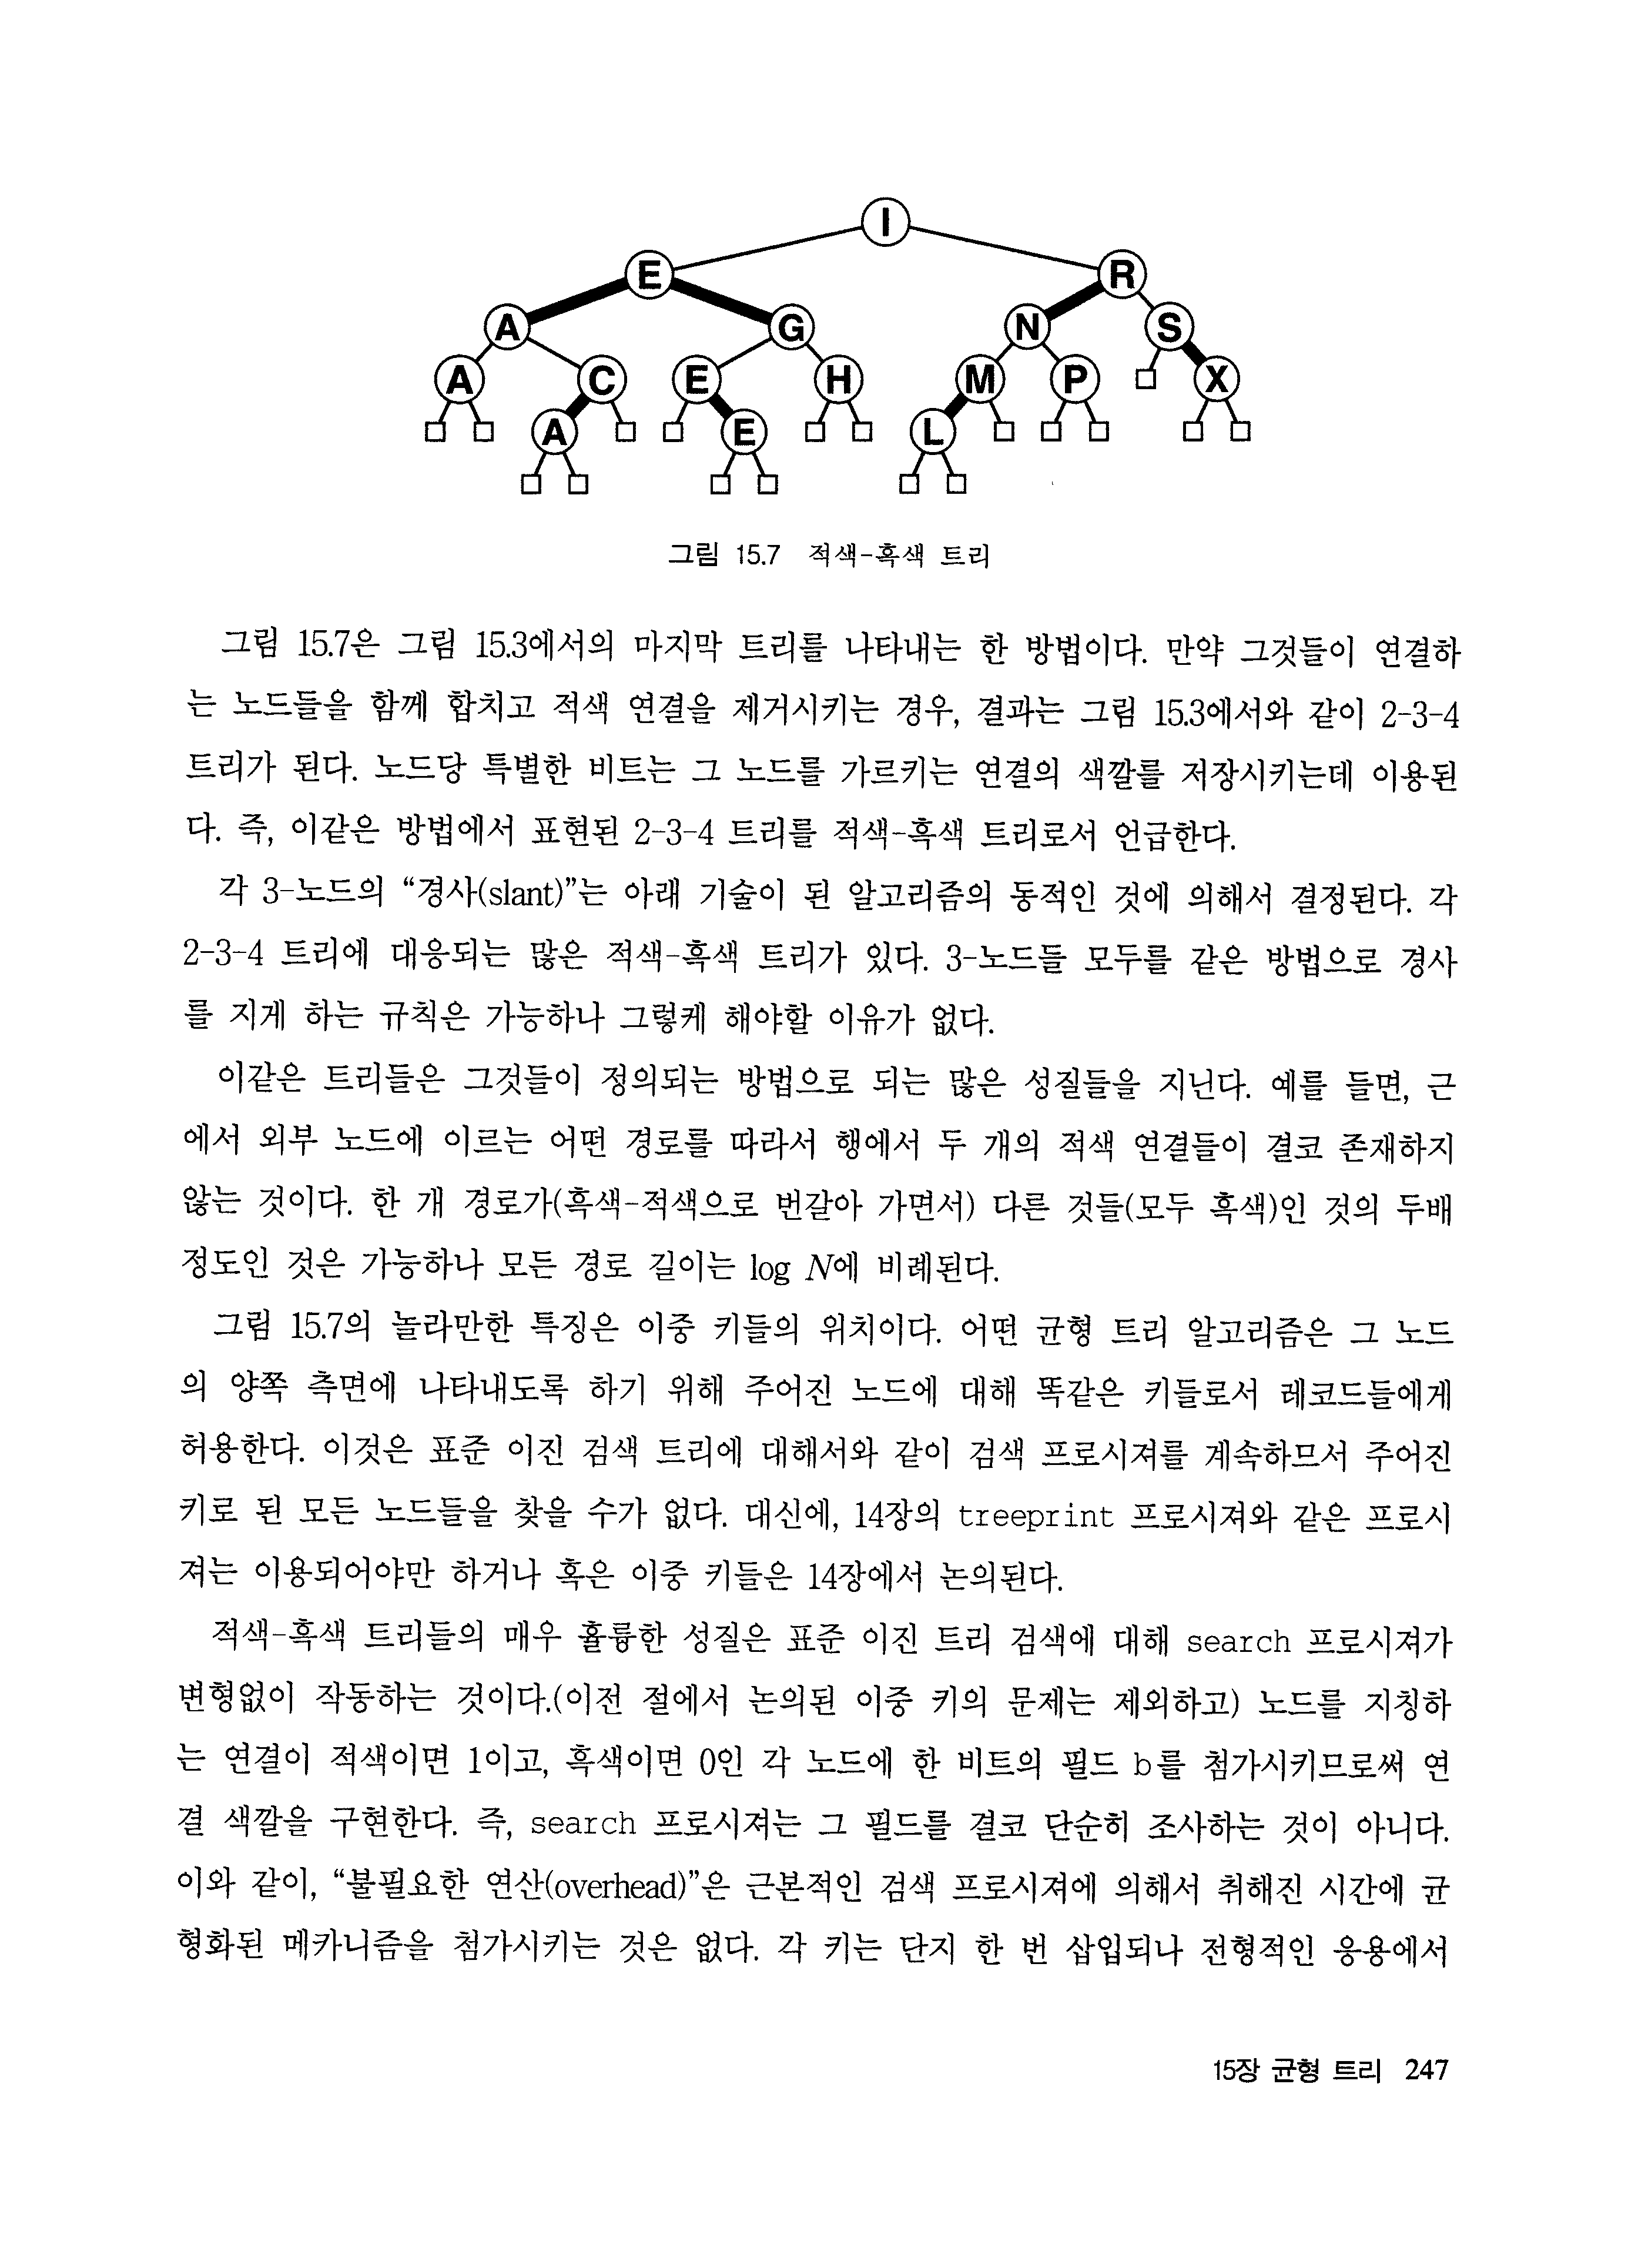 I
E R
A G N S
A C E H M P X
A E L
그림 15.7 적색-흑색 트리
그림 15.7은 그림 15.3에서의 마지막 트리를 나타내는 한 방법이다. 만약 그것들이 연결하
는 노드들을 함께 합치고 적색 연결을 제거시키는 경우, 결과는 그림 15.3에서와 같이 2-3-4
트리가 된다. 노드당 특별한 비트는 그 노드를 가르키는 연결의 색깔를 저장시키는데 이용된
다. 즉, 이같은 방법에서 표현된 2-3-4 트리를 적색-흑색 트리로서 언급한다.
각 3-노드의 “경사(slant)”는 아래 기술이 된 알고리즘의 동적인 것에 의해서 결정된다. 각
2-3-4 트리에 대응되는 많은 적색-흑색 트리가 있다. 3-노드들 모두를 같은 방법으로 경사
를 지게 하는 규칙은 가능하나 그렇케 해야할 이유가 없다.
이같은 트리들은 그것들이 정의되는 방법으로 되는 많은 성질들을 지닌다. 예를 들면, 근
에서 외부 노드에 이르는 어떤 경로를 따라서 행에서 두 개의 적색 연결들이 결코 존재하지
않는 것이다. 한 개 경로가(흑색-적색으로 번갈아 가면서) 다른 것들(모두 흑색)인 것의 두배
정도인 것은 가능하나 모든 경로 길이는 log N에 비례된다.
그림 15.7의 놀라만한 특징은 이중 키들의 위치이다. 어떤 균형 트리 알고리즘은 그 노드
의 양쪽 측면에 나타내도록 하기 위해 주어진 노드에 대해 똑같은 키들로서 레코드들에게
허용한다. 이것은 표준 이진 검색 트리에 대해서와 같이 검색 프로시져를 계속하므서 주어진
키로 된 모든 노드들을 찾을 수가 없다. 대신에, 14장의 treeprint 프로시져와 같은 프로시
져는 이용되어야만 하거나 혹은 이중 키들은 14장에서 논의된다.
적색-흑색 트리들의 매우 훌륭한 성질은 표준 이진 트리 검색에 대해 search 프로시져가
변형없이 작동하는 것이다.(이전 절에서 논의된 이중 키의 문제는 제외하고) 노드를 지칭하
는 연결이 적색이면 1이고, 흑색이면 0인 각 노드에 한 비트의 필드 b를 첨가시키므로써 연
결 색깔을 구현한다. 즉, search 프로시져는 그 필드를 결코 단순히 조사하는 것이 아니다.
이와 같이, “불필요한 연산(overhead)”은 근본적인 검색 프로시져에 의해서 취해진 시간에 균
형화된 메카니즘을 첨가시키는 것은 없다. 각 키는 단지 한 번 삽입되나 전형적인 응용에서
15장 균형 트리 247